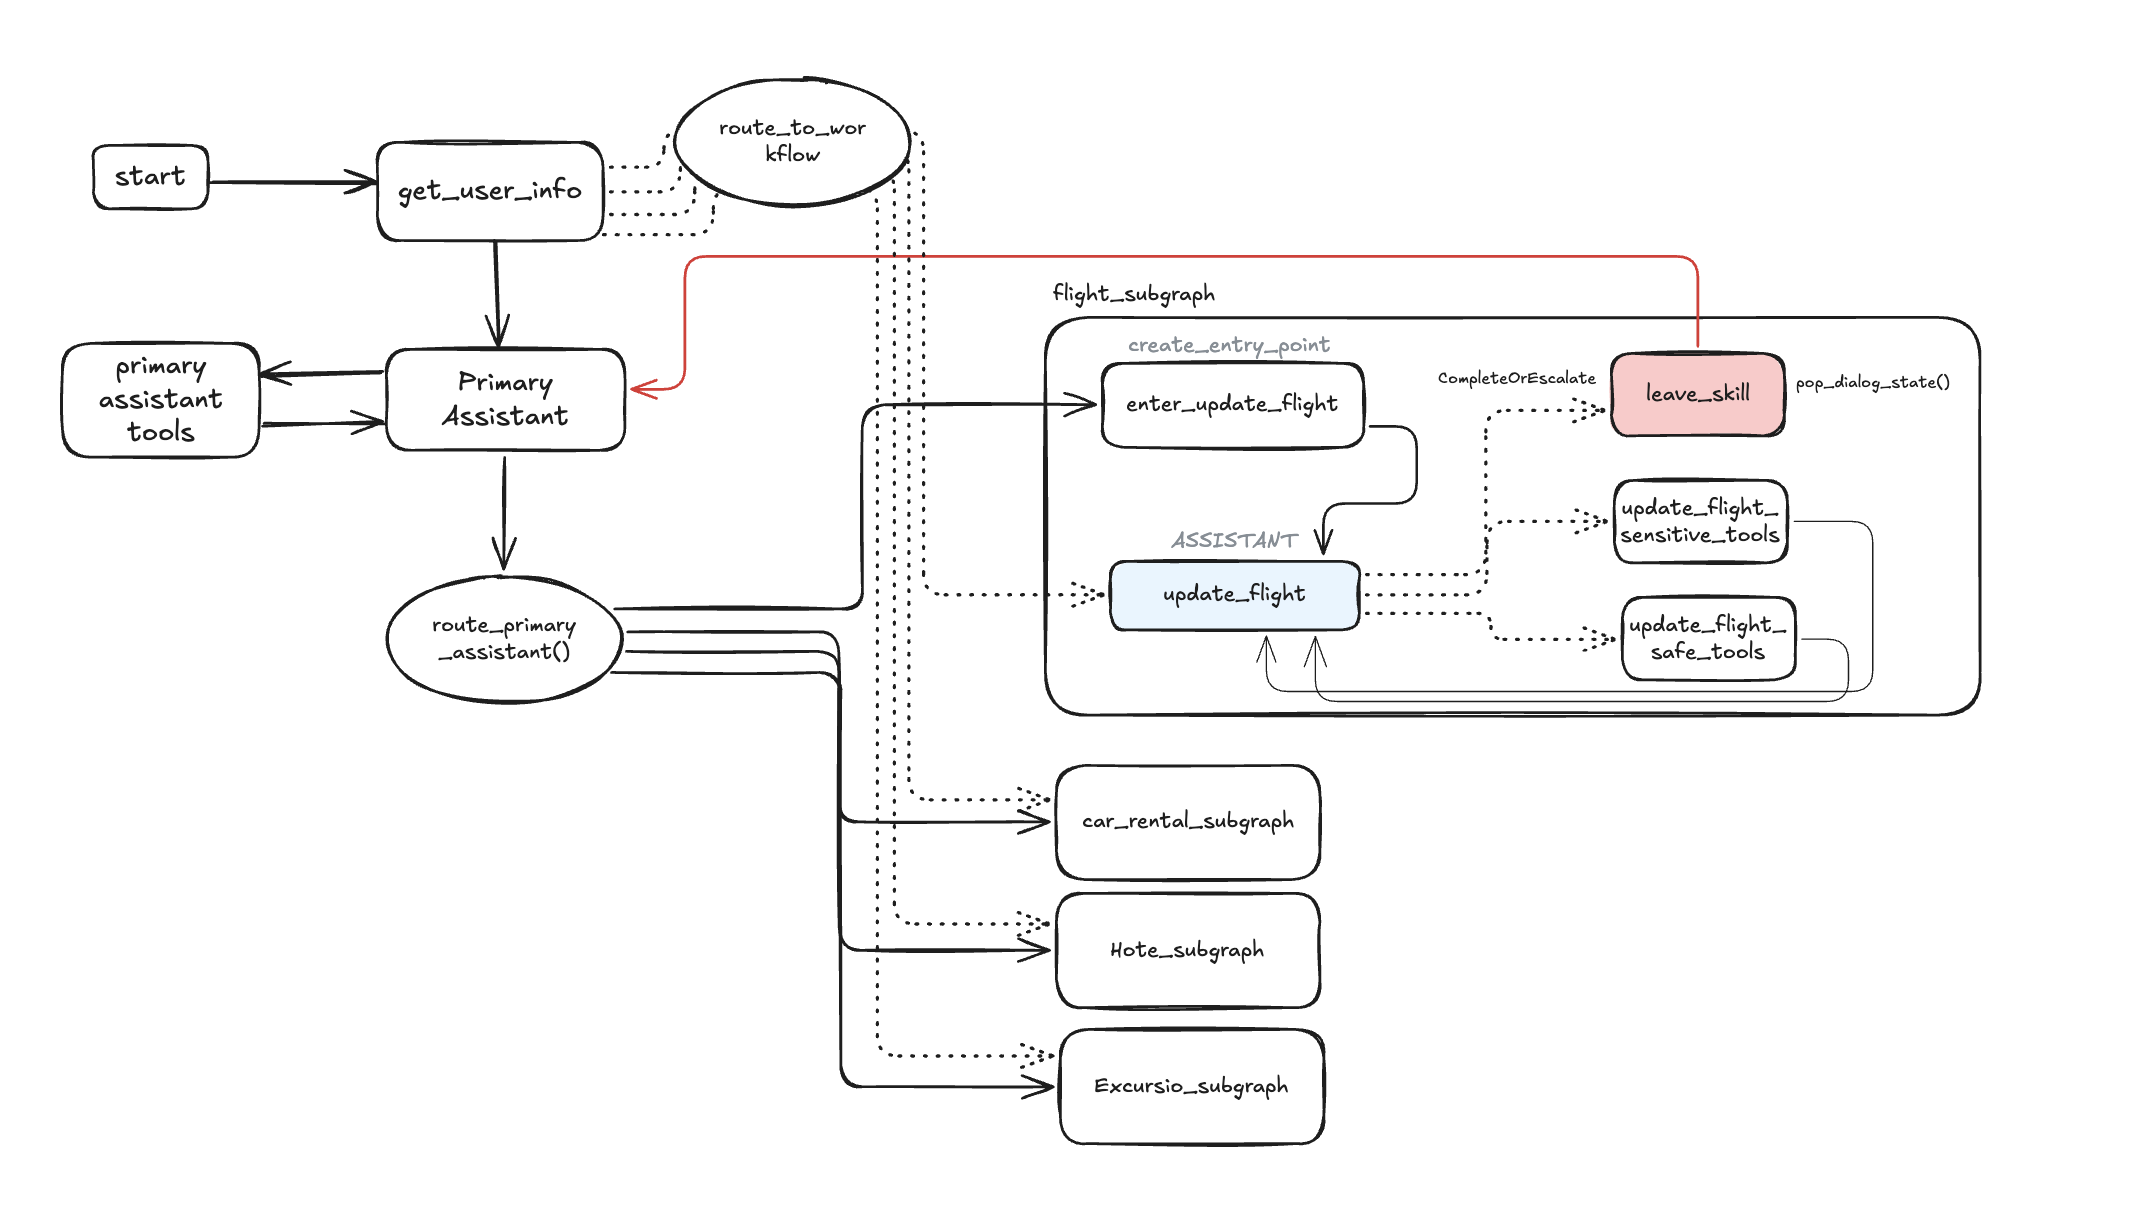 route_to_wor
kflow
start
get_user_info
flight_subgraph
create_entry_point
primary
assistant
tools
Primary
Assistant
enter_update_flight
CompleteOrEscalate
leave_skill
pop_dialog_state()
update_flight_
sensitive_tools
ASSISTANT
update_flight
route_primary
_assistant()
update_flight_
safe_tools
car_rental_subgraph
Hote_subgraph
Excursio_subgraph